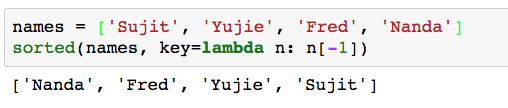 names = ['Sujit', 'Yujie', 'Fred', 'Nanda']
sorted(names, key=lambda n: n[-1])
['Nanda', 'Fred', 'Yujie', 'Sujit']